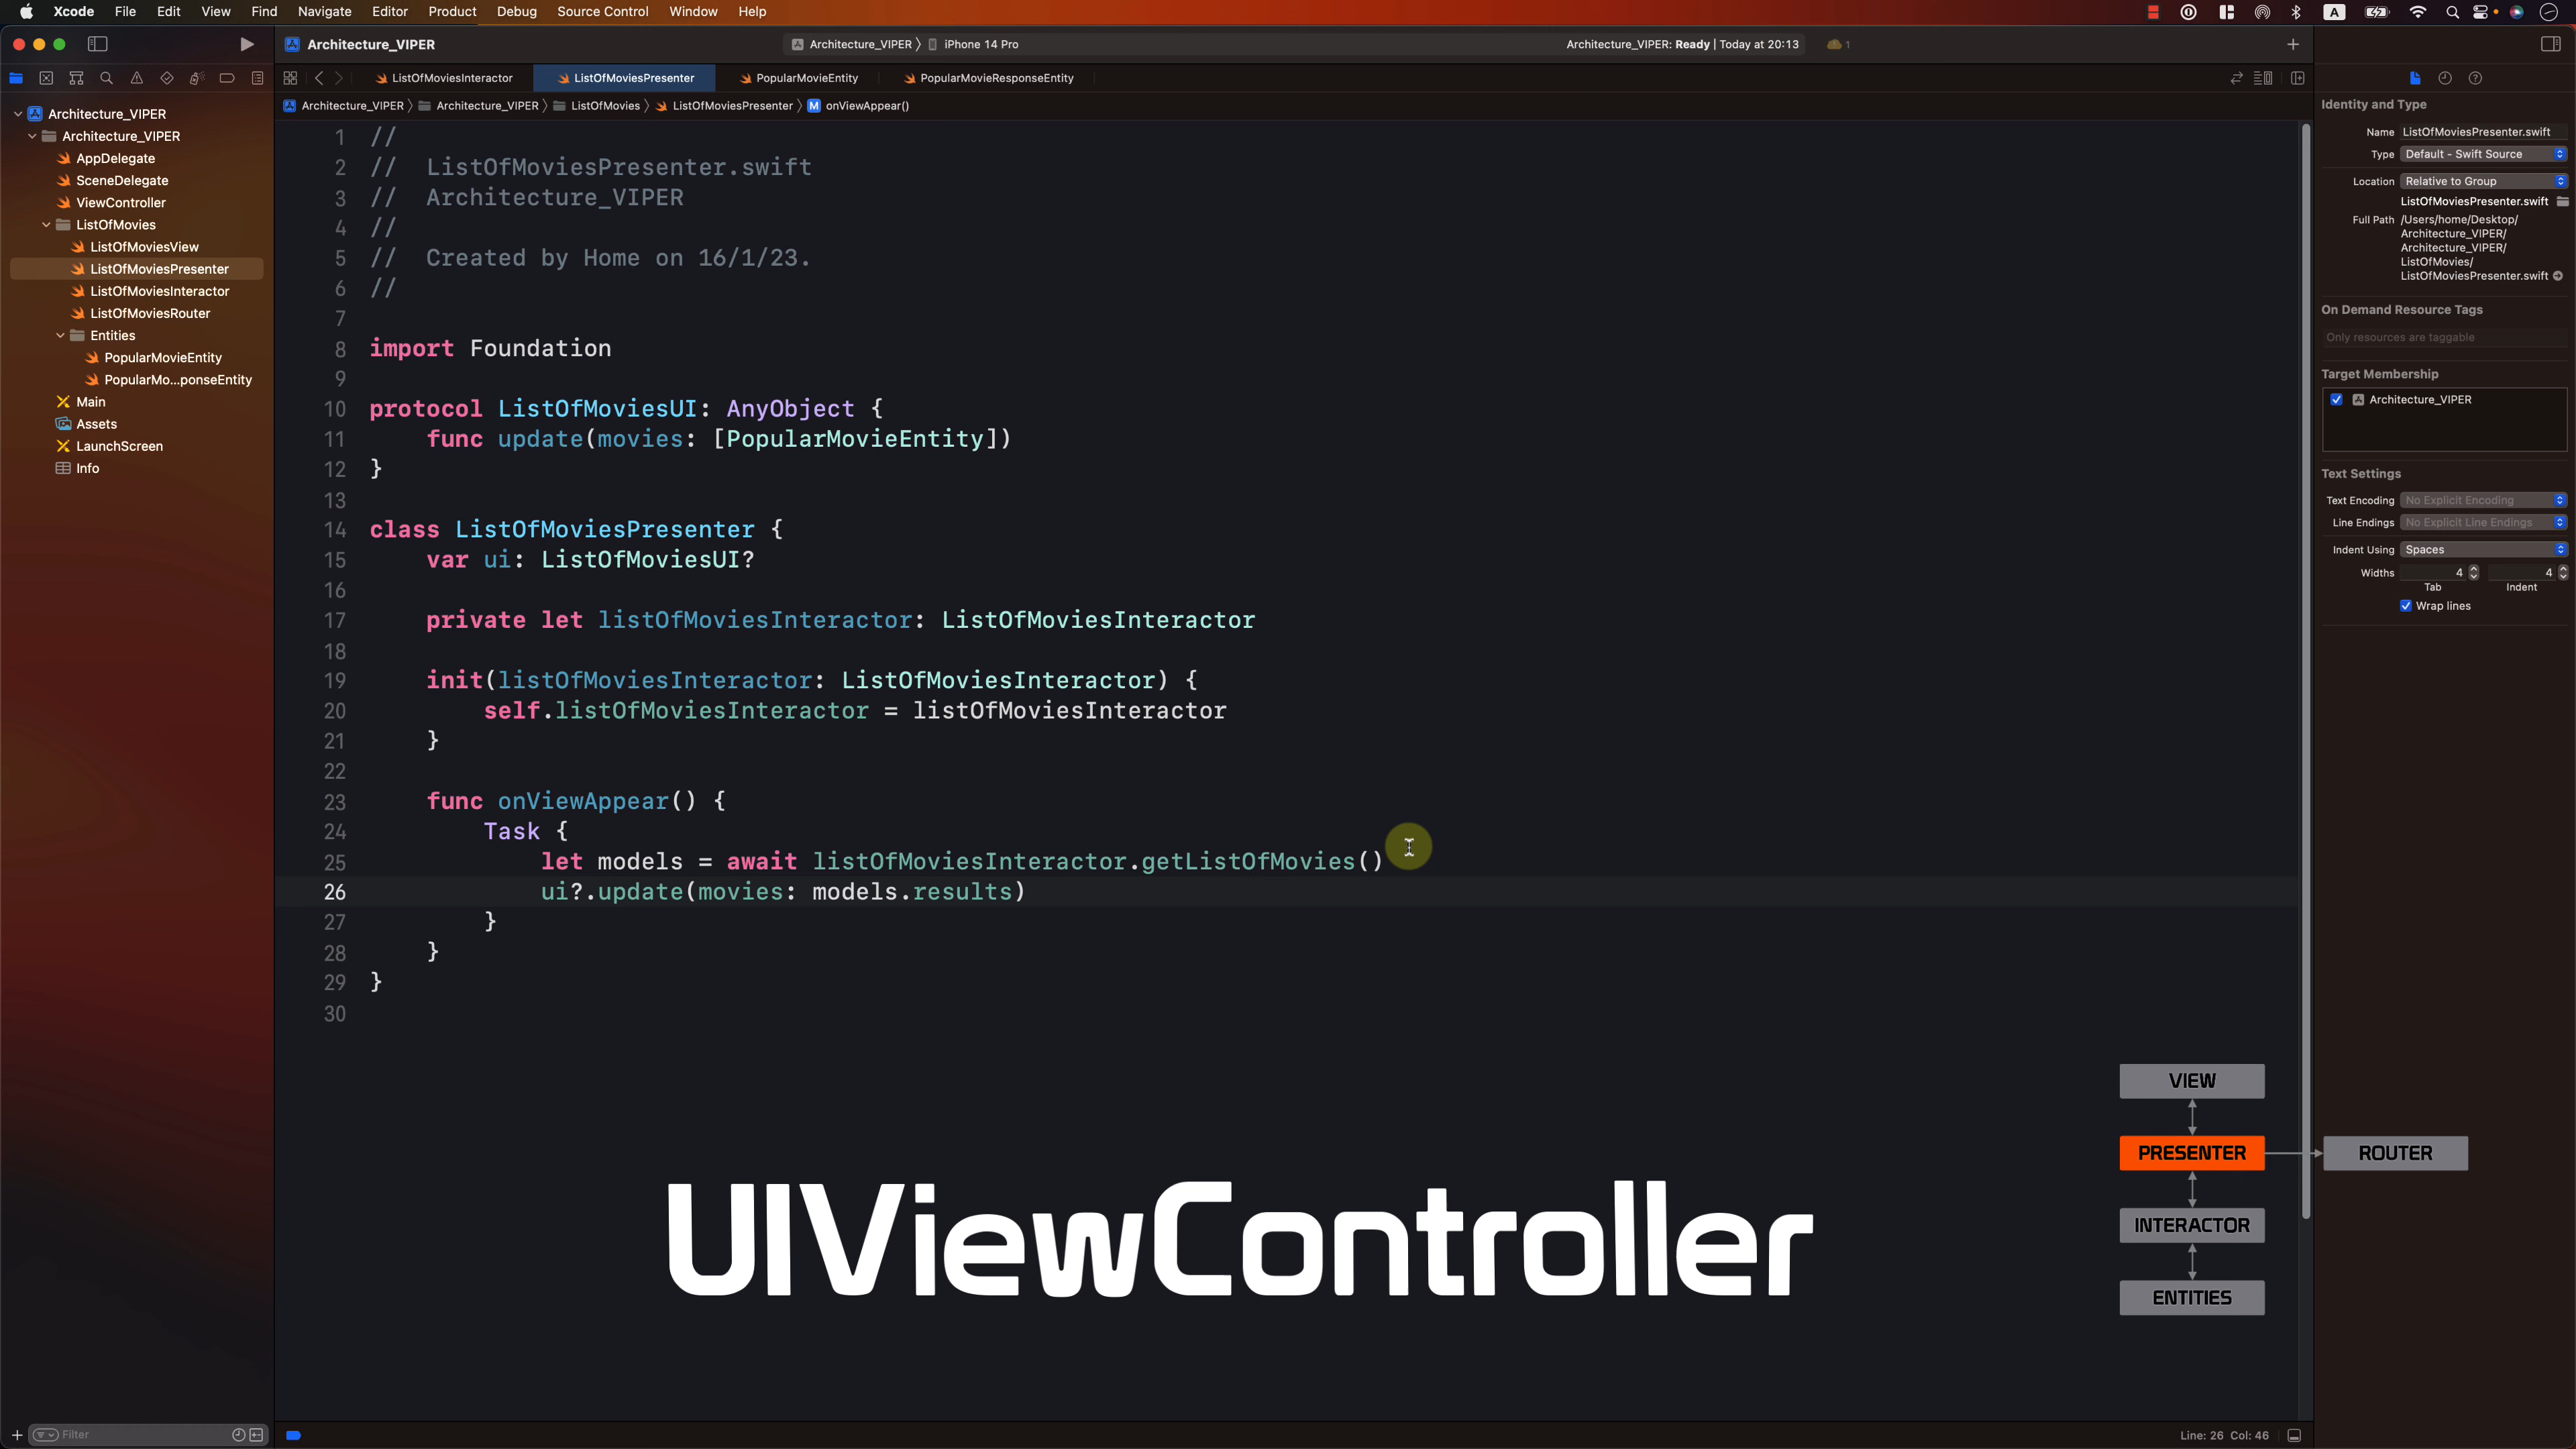 Xcode File Edit View Find Navigate Editor Product Debug Source Control Window Help
Architecture_VIPER
Architecture_VIPER iPhone 14 Pro
Architecture_VIPER: Ready | Today at 20:13
1
ListOfMoviesInteractor ListOfMoviesPresenter PopularMovieEntity PopularMovieResponseEntity
Architecture_VIPER Architecture_VIPER ListOfMovies ListOfMoviesPresenter M onViewAppear()
Architecture_VIPER
Architecture_VIPER
AppDelegate
SceneDelegate
ViewController
ListOfMovies
ListOfMoviesView
ListOfMoviesPresenter
ListOfMoviesInteractor
ListOfMoviesRouter
Entities
PopularMovieEntity
PopularMo...ponseEntity
Main
Assets
LaunchScreen
Info
Filter
1 //
2 //  ListOfMoviesPresenter.swift
3 //  Architecture_VIPER
4 //
5 //  Created by Home on 16/1/23.
6 //
7
8 import Foundation
9
10 protocol ListOfMoviesUI: AnyObject {
11     func update(movies: [PopularMovieEntity])
12 }
13
14 class ListOfMoviesPresenter {
15     var ui: ListOfMoviesUI?
16
17     private let listOfMoviesInteractor: ListOfMoviesInteractor
18
19     init(listOfMoviesInteractor: ListOfMoviesInteractor) {
20         self.listOfMoviesInteractor = listOfMoviesInteractor
21     }
22
23     func onViewAppear() {
24         Task {
25             let models = await listOfMoviesInteractor.getListOfMovies()
26             ui?.update(movies: models.results)
27         }
28     }
29 }
30
UIViewController
VIEW
PRESENTER
ROUTER
INTERACTOR
ENTITIES
Line: 26 Col: 46
Identity and Type
Name ListOfMoviesPresenter.swift
Type Default - Swift Source
Location Relative to Group
ListOfMoviesPresenter.swift
Full Path /Users/home/Desktop/
Architecture_VIPER/
Architecture_VIPER/
ListOfMovies/
ListOfMoviesPresenter.swift
On Demand Resource Tags
Only resources are taggable
Target Membership
Architecture_VIPER
Text Settings
Text Encoding No Explicit Encoding
Line Endings No Explicit Line Endings
Indent Using Spaces
Widths 4 4
Tab Indent
Wrap lines